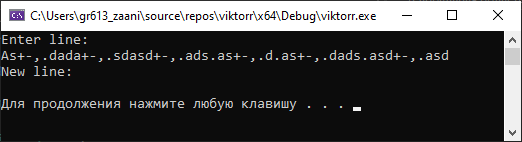 C:\Users\gr613_zaani\source\repos\viktorr\x64\Debug\viktorr.exe
Enter line:
As+-,.dada+-,.sdasd+-,.ads.as+-,.d.as+-,.dads.asd+-,.asd
New line:
Для продолжения нажмите любую клавишу . . .